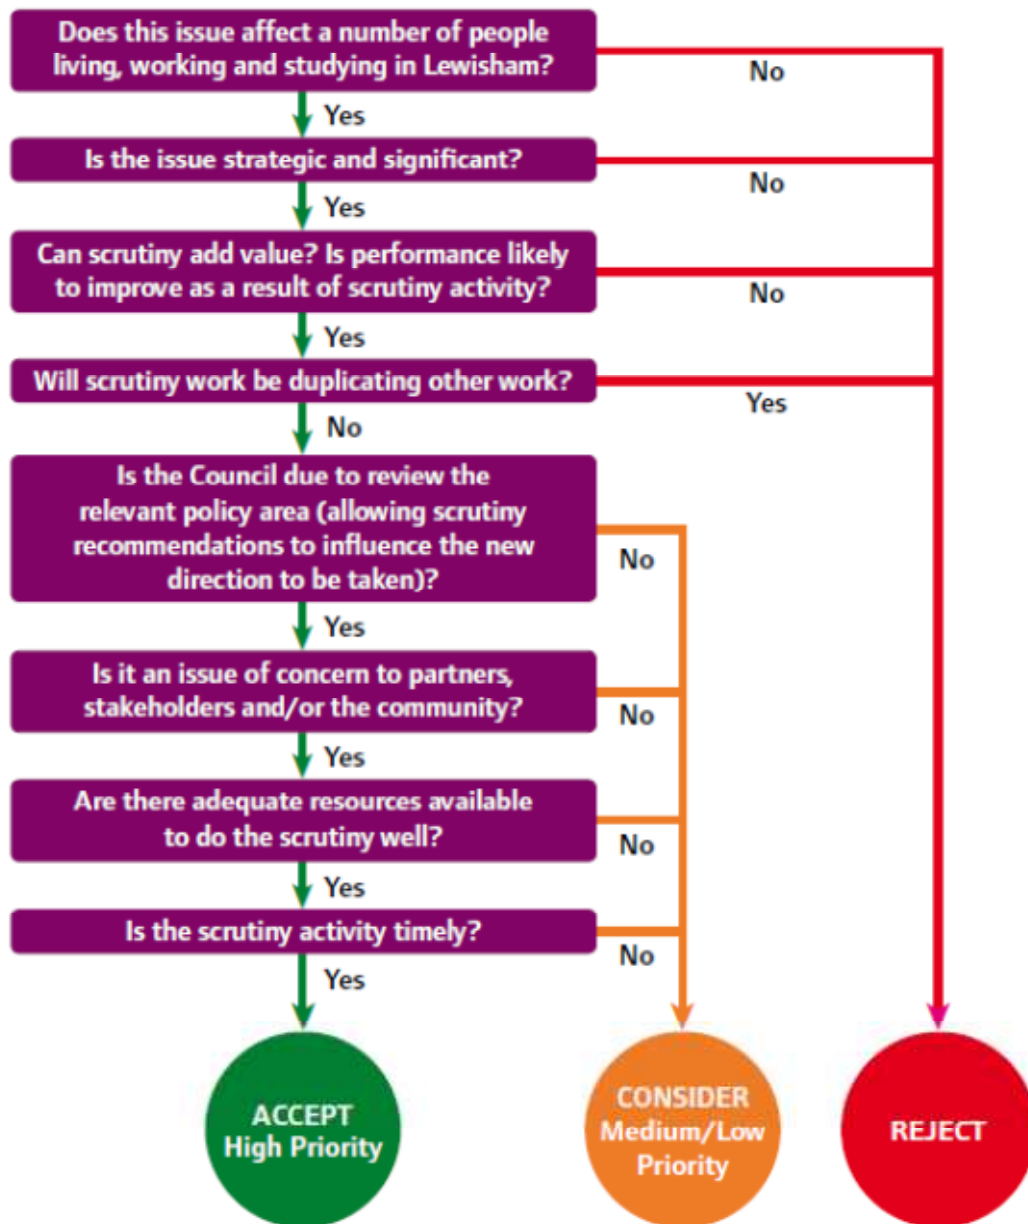 Does this issue affect a number of people
living, working and studying in Lewisham?
No
Yes
Is the issue strategic and significant?
No
Yes
Can scrutiny add value? Is performance likely
to improve as a result of scrutiny activity?
No
Yes
Will scrutiny work be duplicating other work?
Yes
No
Is the Council due to review the
relevant policy area (allowing scrutiny
recommendations to influence the new
direction to be taken)?
No
Yes
Is it an issue of concern to partners,
stakeholders and/or the community?
No
Yes
Are there adequate resources available
to do the scrutiny well?
No
Yes
Is the scrutiny activity timely?
No
Yes
ACCEPT
High Priority
CONSIDER
Medium/Low
Priority
REJECT